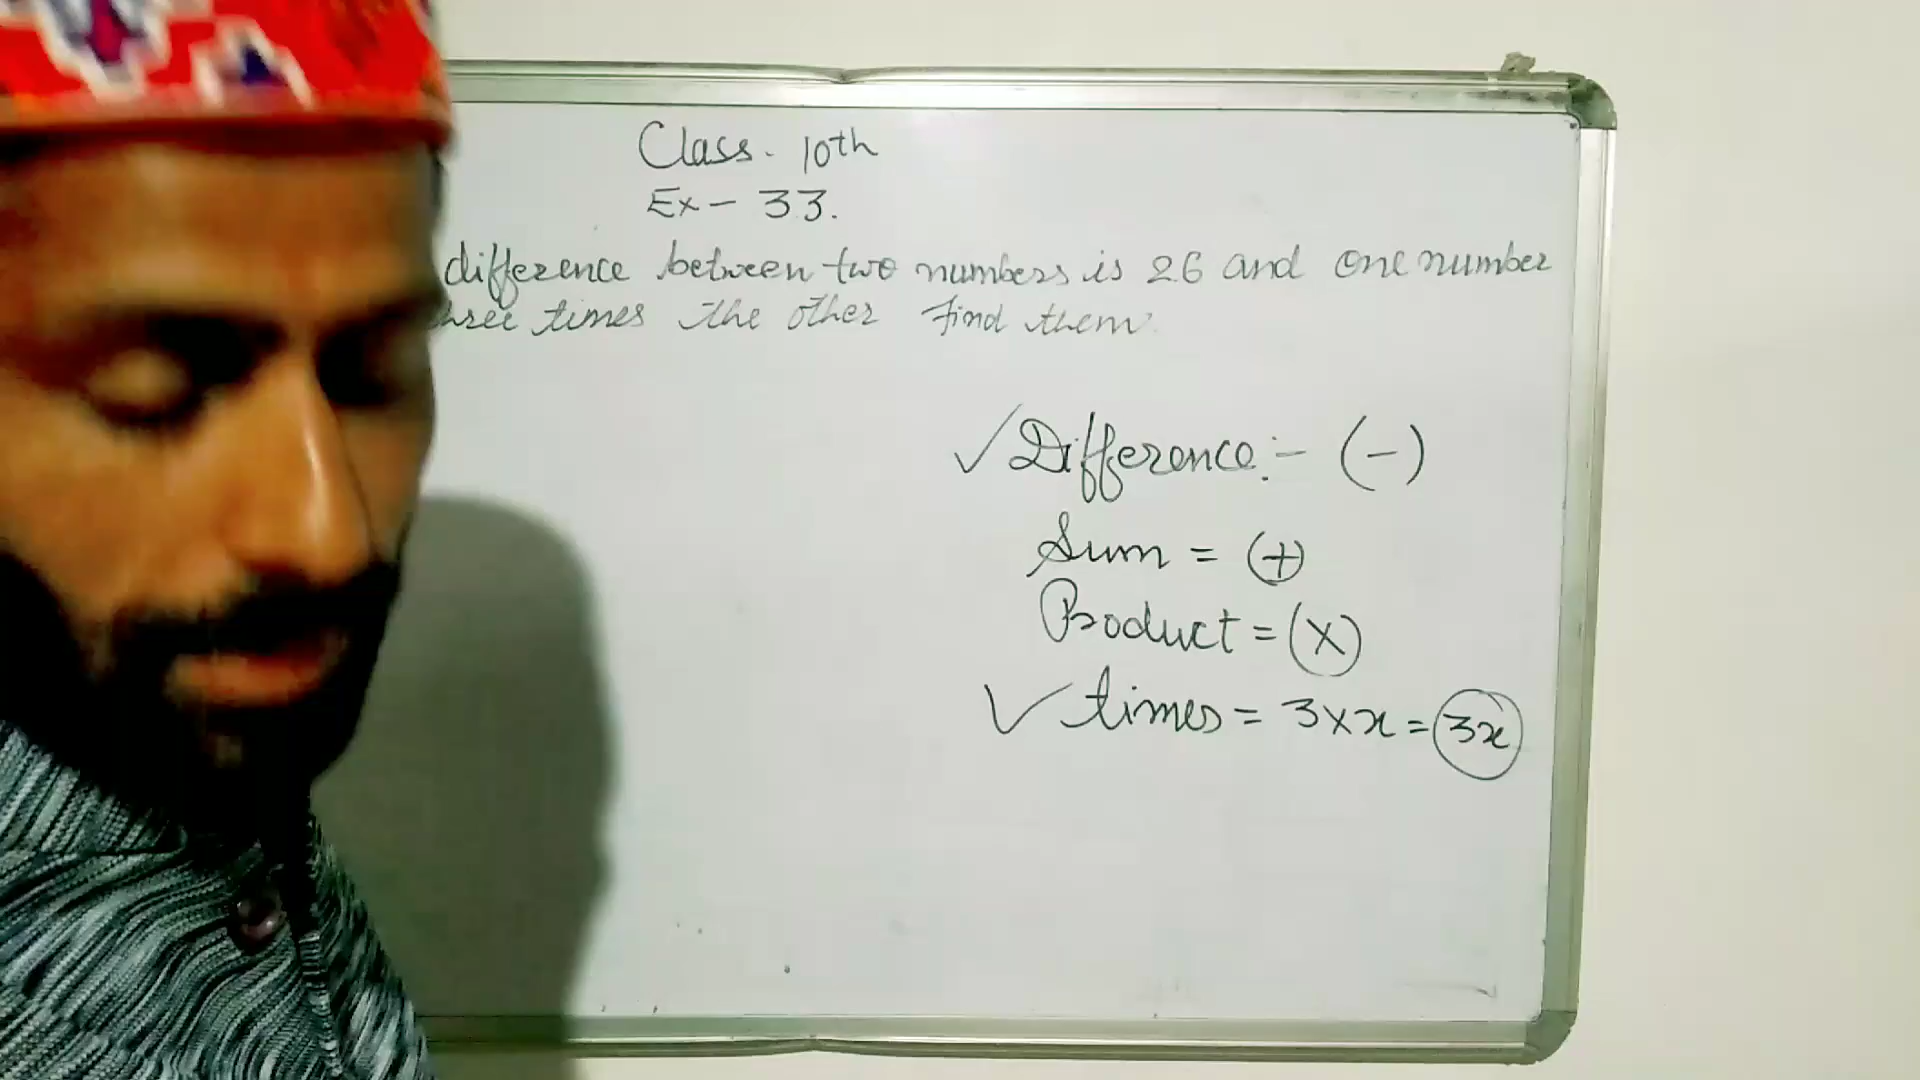 Class. 10th
Ex - 33.
difference between two numbers is 26 and one number
times the other find them.
✓ Difference :- (-)
Sum = (+)
Product = (x)
✓ times = 3×x = 3x